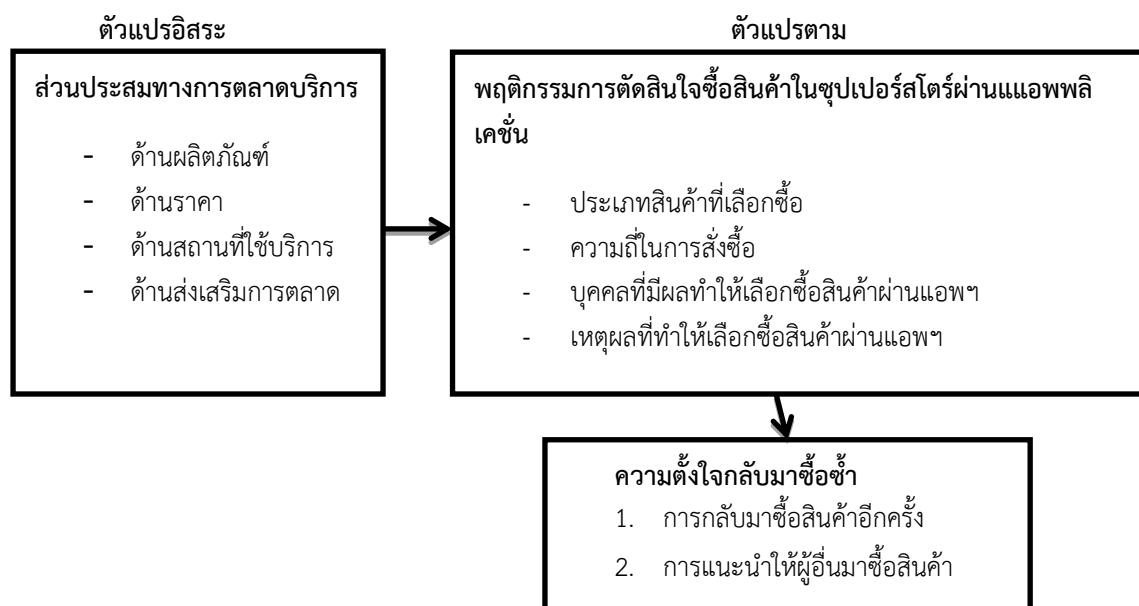 ตัวแปรอิสระ
ส่วนประสมทางการตลาดบริการ
- ด้านผลิตภัณฑ์
- ด้านราคา
- ด้านสถานที่ใช้บริการ
- ด้านส่งเสริมการตลาด
ตัวแปรตาม
พฤติกรรมการตัดสินใจซื้อสินค้าในซุปเปอร์สโตร์ผ่านแแอพพลิ
เคชั่น
- ประเภทสินค้าที่เลือกซื้อ
- ความถี่ในการสั่งซื้อ
- บุคคลที่มีผลทำให้เลือกซื้อสินค้าผ่านแอพฯ
- เหตุผลที่ทำให้เลือกซื้อสินค้าผ่านแอพฯ
ความตั้งใจกลับมาซื้อซ้ำ
1. การกลับมาซื้อสินค้าอีกครั้ง
2. การแนะนำให้ผู้อื่นมาซื้อสินค้า